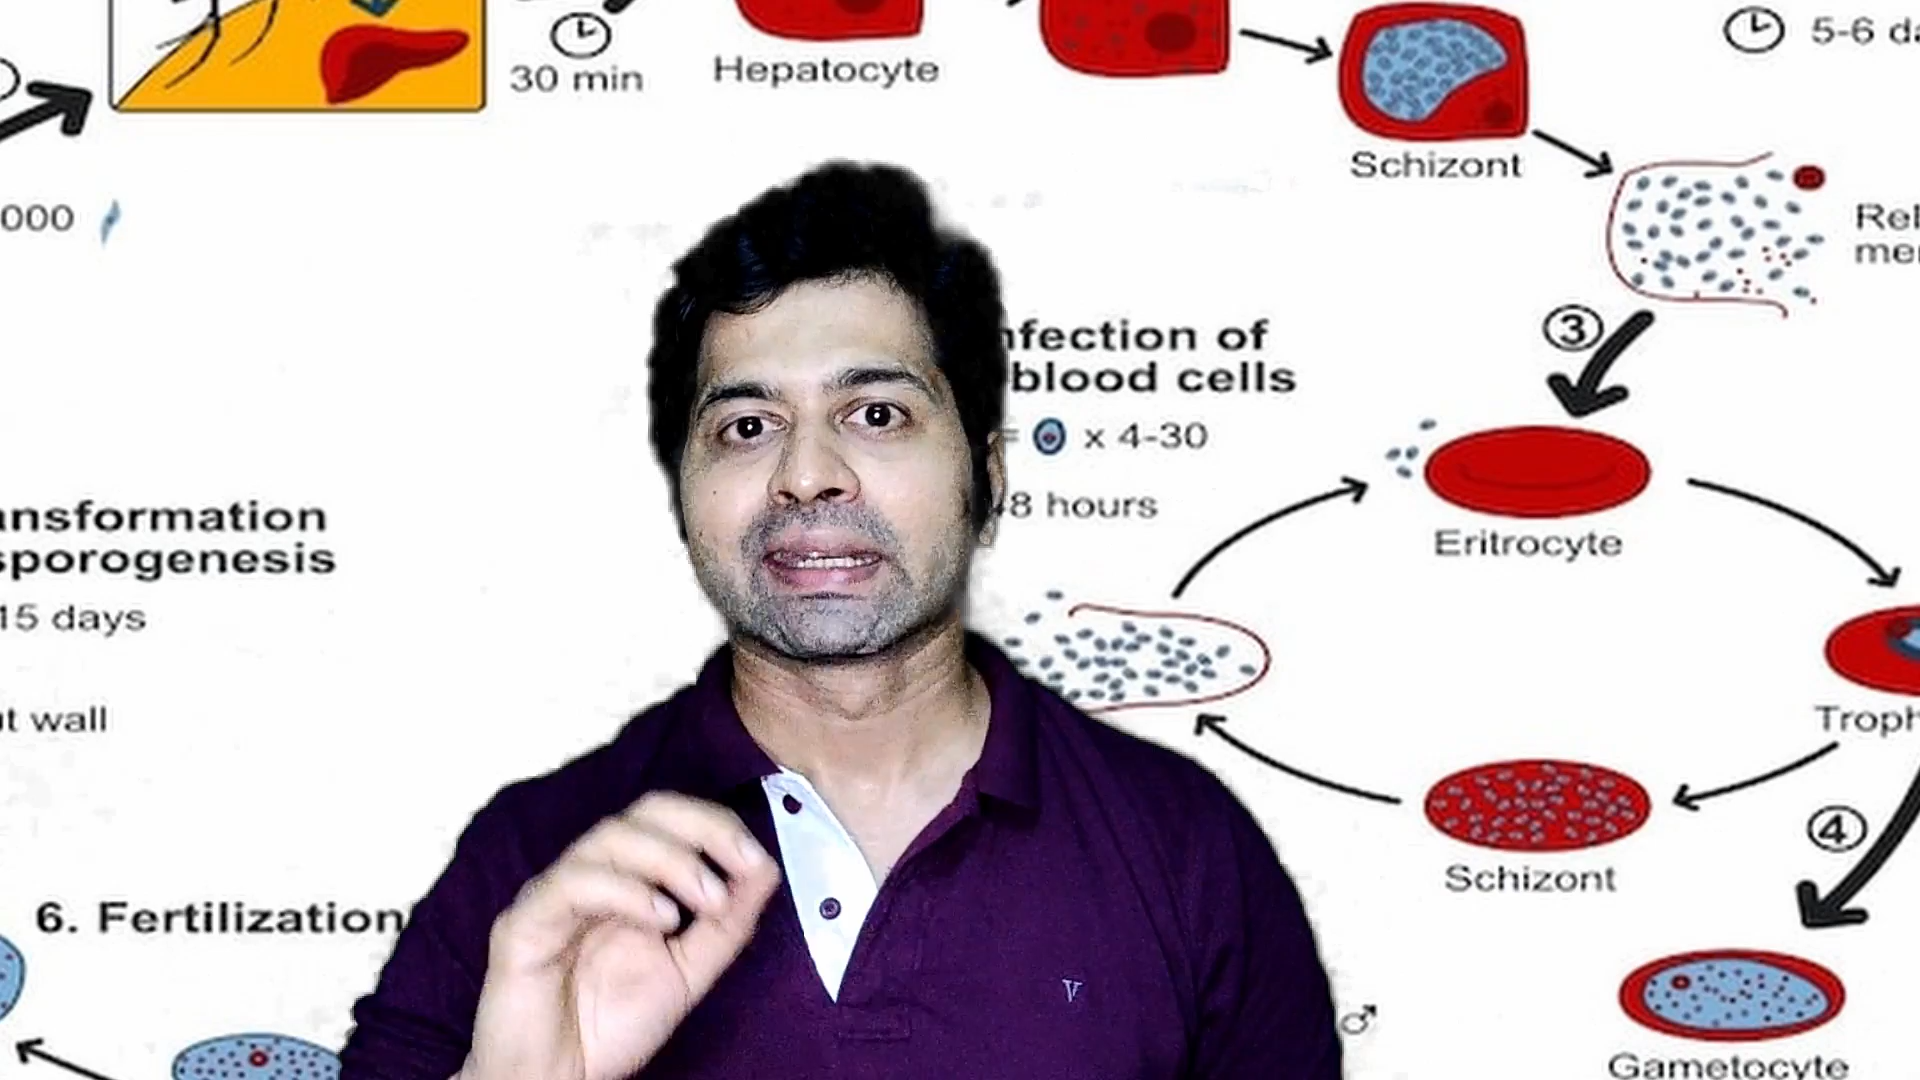 5-6 da
30 min
Hepatocyte
Schizont
000
Rel
mer
3
nfection of
blood cells
= x 4-30
8 hours
Eritrocyte
ansformation
sporogenesis
15 days
t wall
Troph
4
Schizont
6. Fertilization
V
♂
Gametocyte